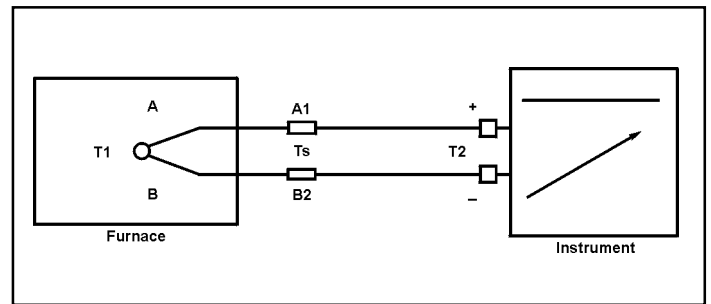 A
A1
+
T1
Ts
T2
B
B2
–
Furnace
Instrument